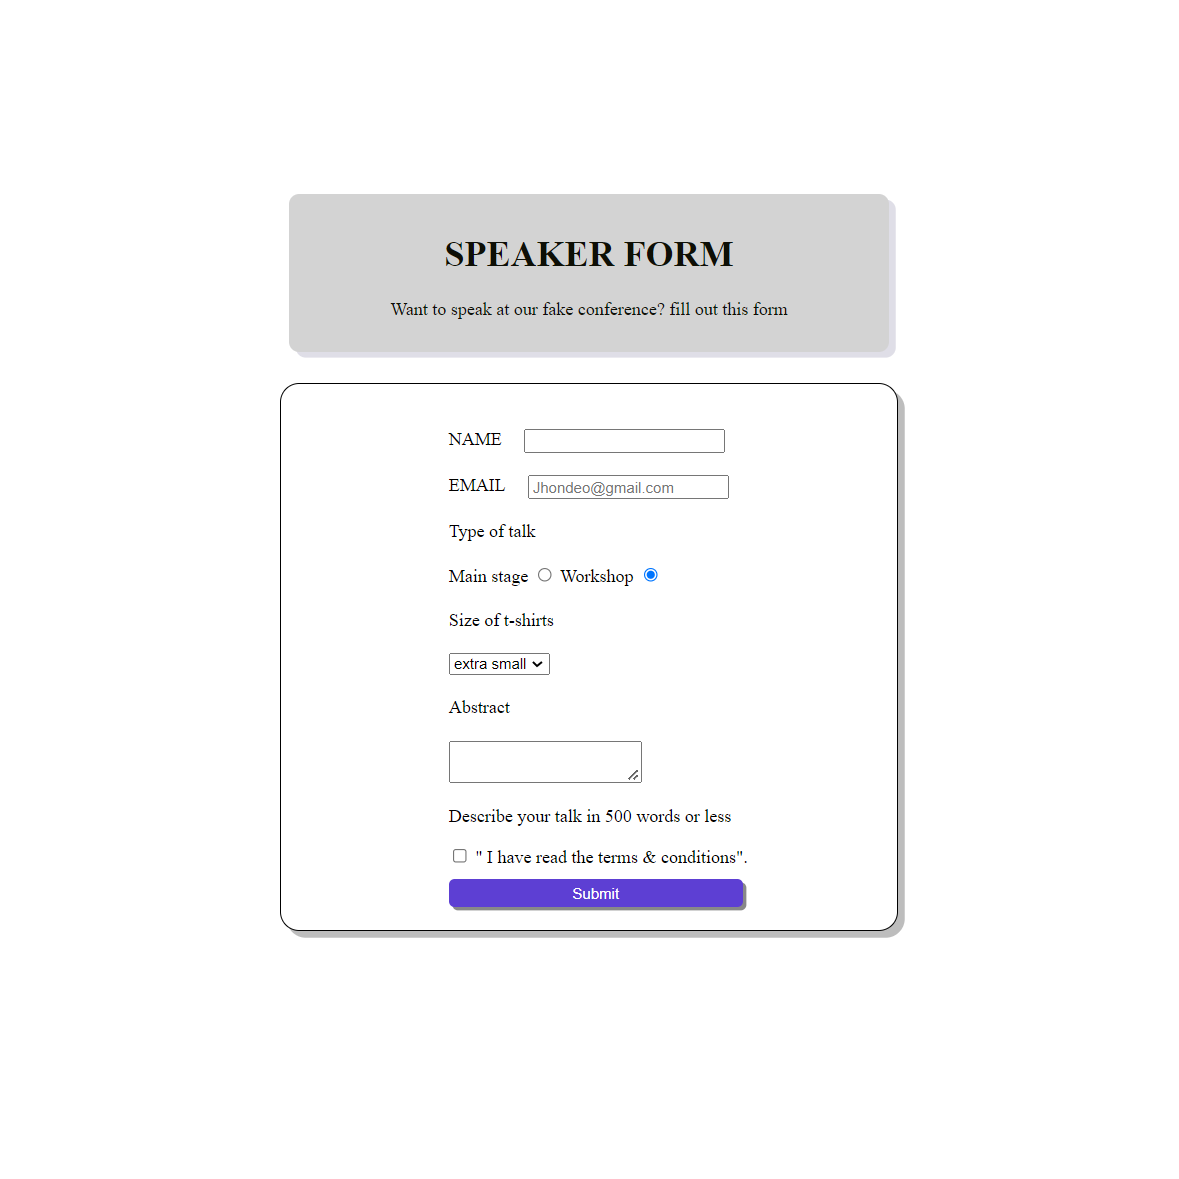 SPEAKER FORM
Want to speak at our fake conference? fill out this form
NAME
EMAIL Jhondeo@gmail.com
Type of talk
Main stage Workshop
Size of t-shirts
extra small
Abstract
Describe your talk in 500 words or less
" I have read the terms & conditions".
Submit